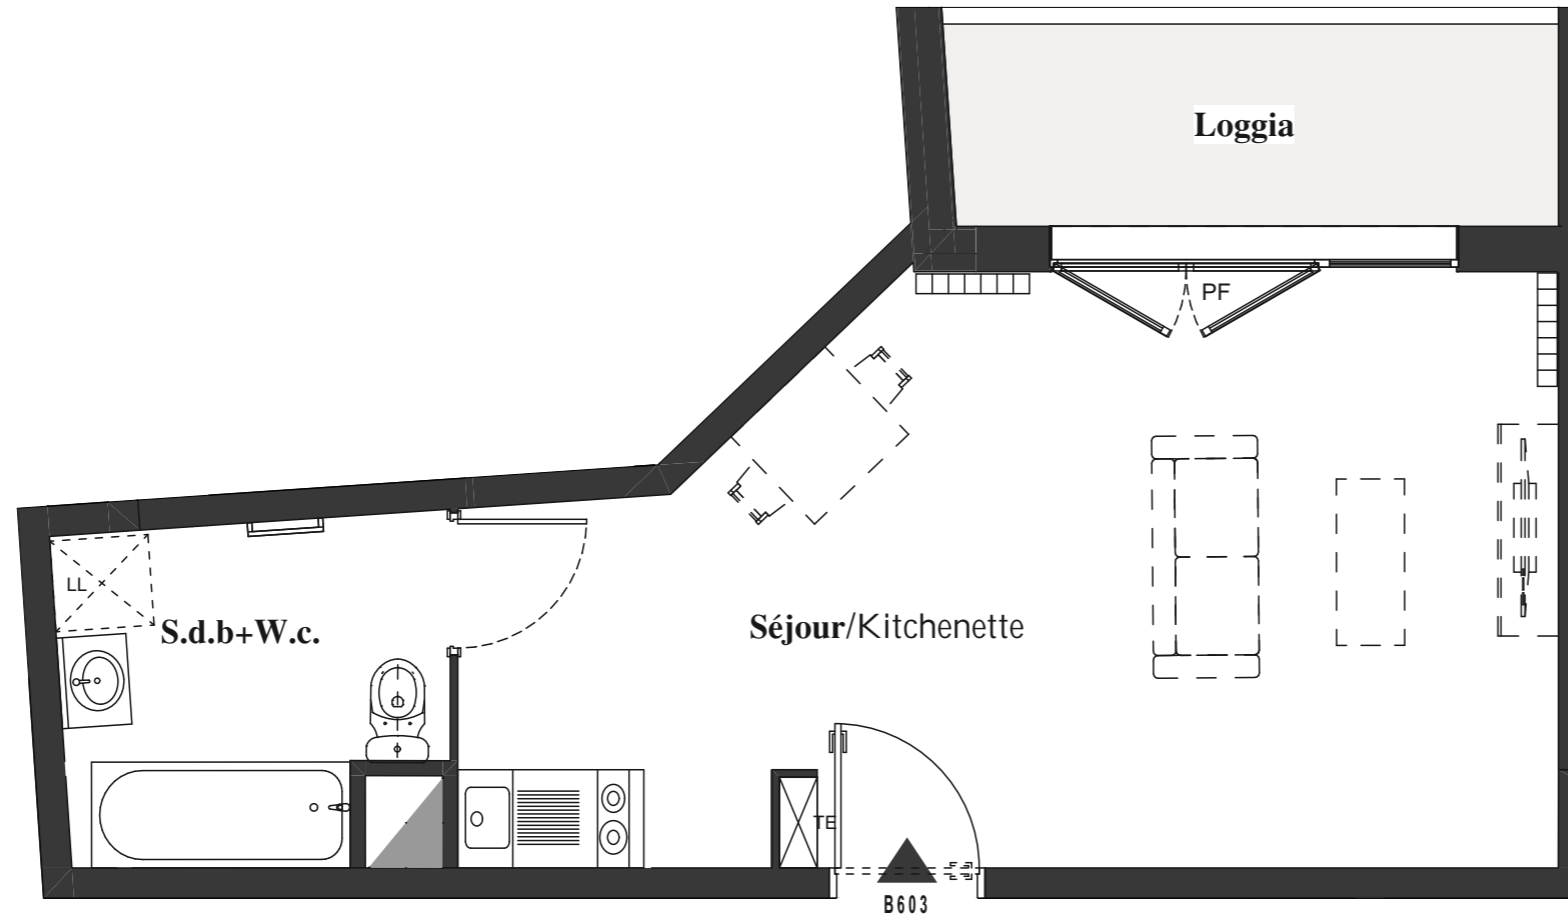 Loggia
PF
LL
S.d.b+W.c.
Séjour/Kitchenette
TE
B603